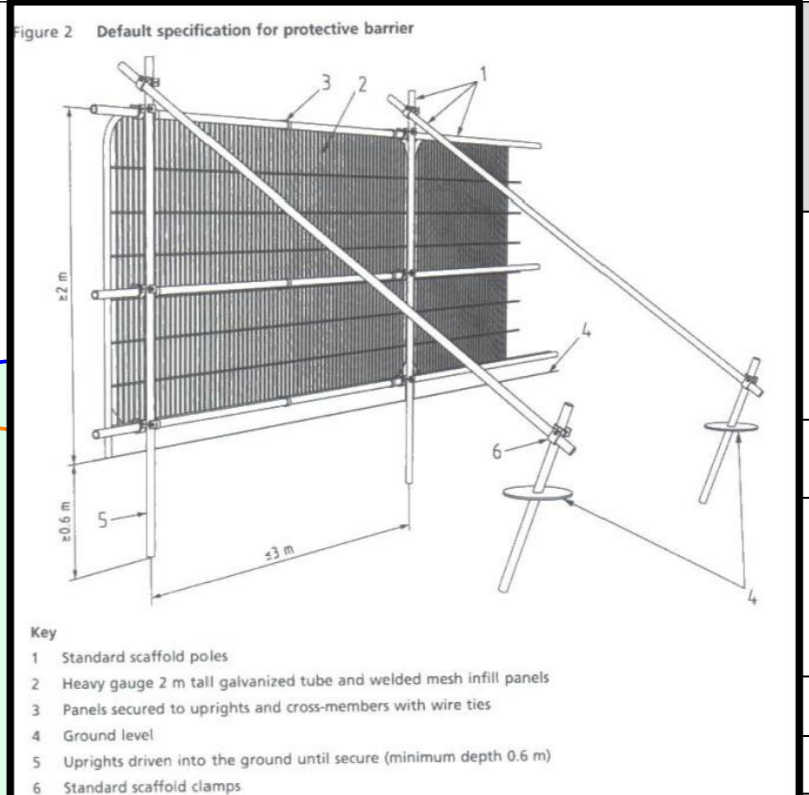 Figure 2 Default specification for protective barrier
3
2
1
≥2 m
4
6
≥0.6 m
5
≤3 m
4
Key
1 Standard scaffold poles
2 Heavy gauge 2 m tall galvanized tube and welded mesh infill panels
3 Panels secured to uprights and cross-members with wire ties
4 Ground level
5 Uprights driven into the ground until secure (minimum depth 0.6 m)
6 Standard scaffold clamps